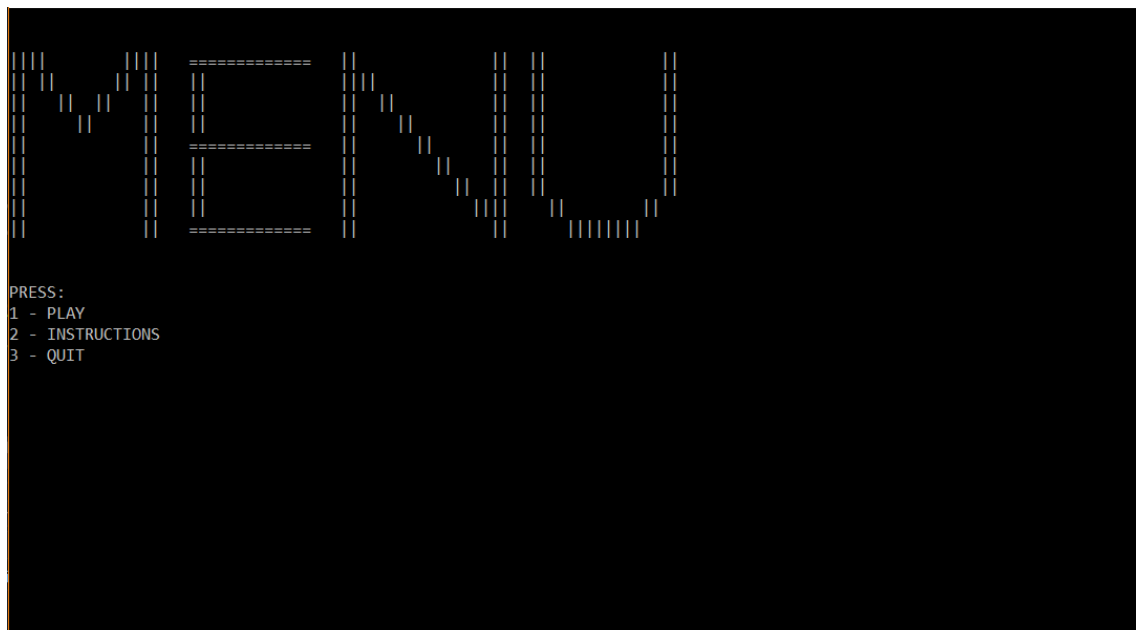 MENU
PRESS:
1 - PLAY
2 - INSTRUCTIONS
3 - QUIT